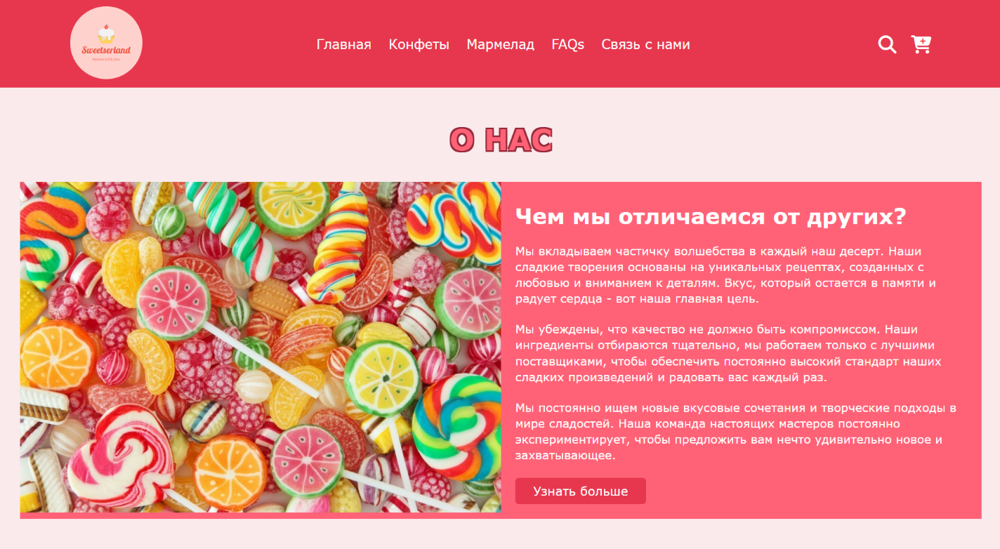 Sweetserland
Главная Конфеты Мармелад FAQs Связь с нами
О НАС
Чем мы отличаемся от других?
Мы вкладываем частичку волшебства в каждый наш десерт. Наши
сладкие творения основаны на уникальных рецептах, созданных с
любовью и вниманием к деталям. Вкус, который остается в памяти и
радует сердца - вот наша главная цель.
Мы убеждены, что качество не должно быть компромиссом. Наши
ингредиенты отбираются тщательно, мы работаем только с лучшими
поставщиками, чтобы обеспечить постоянно высокий стандарт наших
сладких произведений и радовать вас каждый раз.
Мы постоянно ищем новые вкусовые сочетания и творческие подходы в
мире сладостей. Наша команда настоящих мастеров постоянно
экспериментирует, чтобы предложить вам нечто удивительно новое и
захватывающее.
Узнать больше